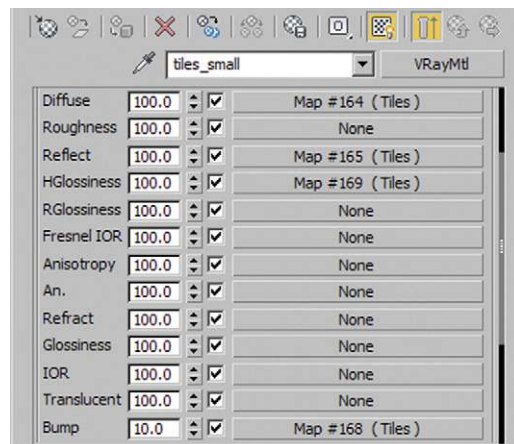 tiles_small VRayMtl
Diffuse 100.0 Map #164 (Tiles)
Roughness 100.0 None
Reflect 100.0 Map #165 (Tiles)
HGlossiness 100.0 Map #169 (Tiles)
RGlossiness 100.0 None
Fresnel IOR 100.0 None
Anisotropy 100.0 None
An. 100.0 None
Refract 100.0 None
Glossiness 100.0 None
IOR 100.0 None
Translucent 100.0 None
Bump 10.0 Map #168 (Tiles)